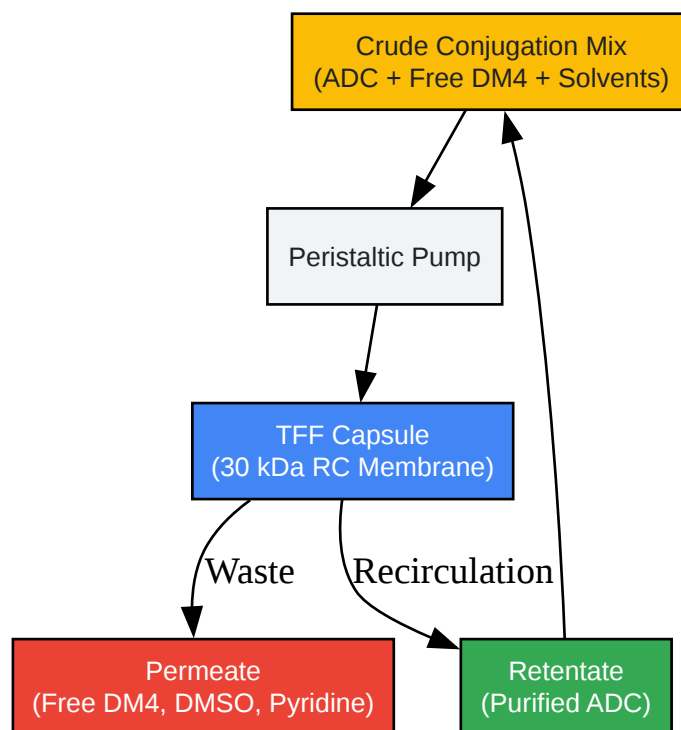 Crude Conjugation Mix
(ADC + Free DM4 + Solvents)
Peristaltic Pump
TFF Capsule
(30 kDa RC Membrane)
Waste
Recirculation
Permeate
(Free DM4, DMSO, Pyridine)
Retentate
(Purified ADC)